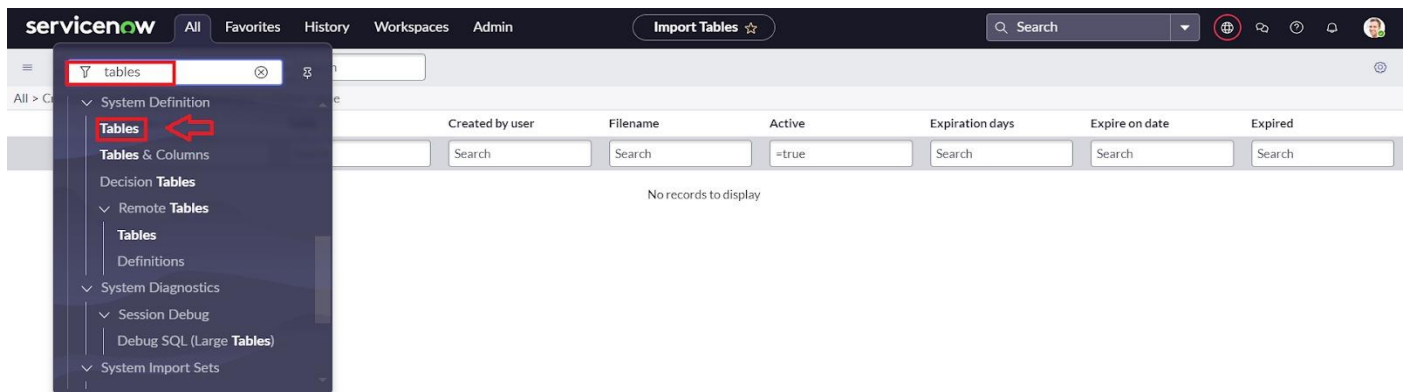 servicenow All Favorites History Workspaces Admin Import Tables Search
tables
All > C
System Definition
Tables
Created by user Filename Active Expiration days Expire on date Expired
Tables & Columns
Search Search =true Search Search Search
Decision Tables
No records to display
Remote Tables
Tables
Definitions
System Diagnostics
Session Debug
Debug SQL (Large Tables)
System Import Sets